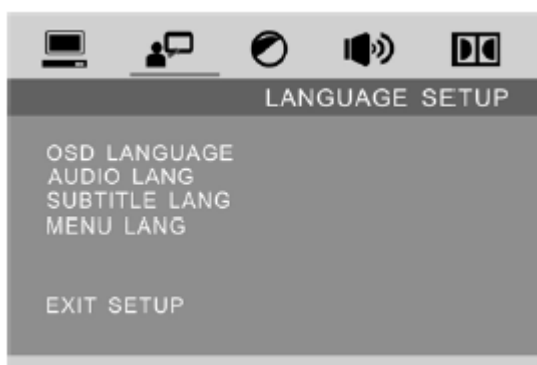 LANGUAGE SETUP
OSD LANGUAGE
AUDIO LANG
SUBTITLE LANG
MENU LANG
EXIT SETUP